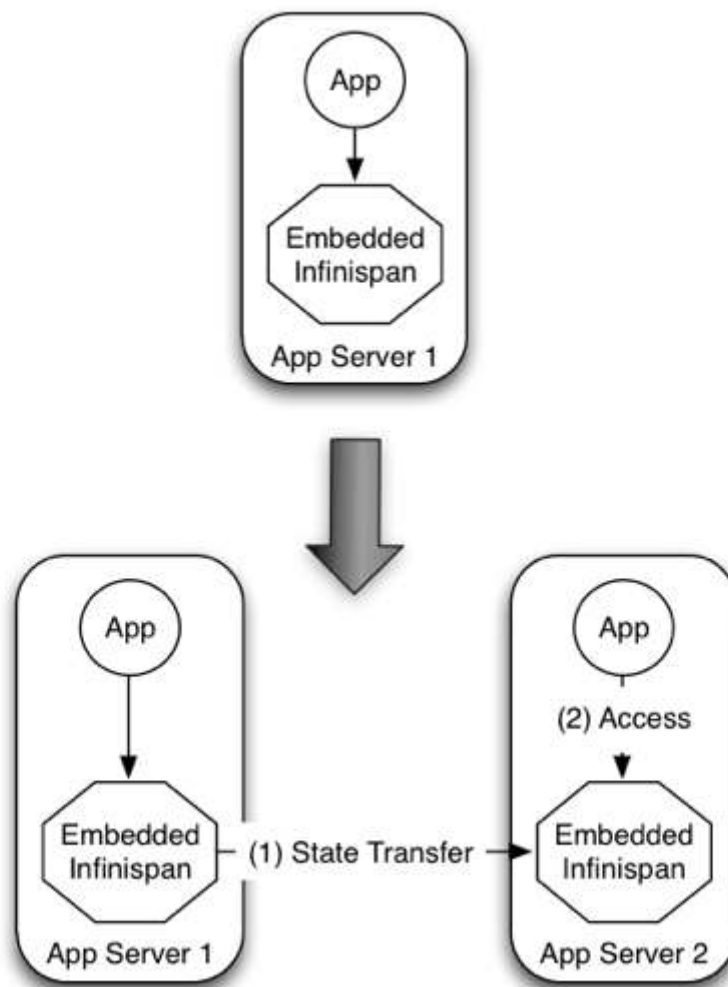 App
Embedded
Infinispan
App Server 1
App
App
(2) Access
Embedded
Infinispan
(1) State Transfer
Embedded
Infinispan
App Server 1
App Server 2